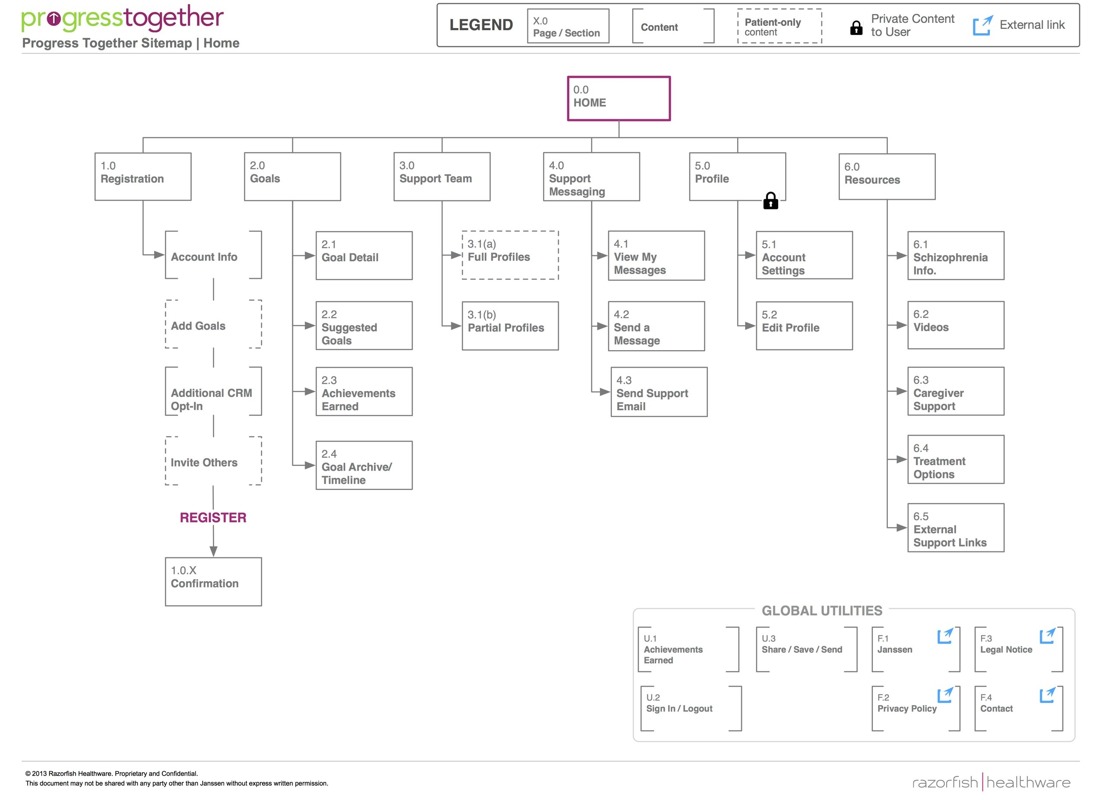 progresstogether
Progress Together Sitemap | Home
LEGEND
X.0
Page / Section
Content
Patient-only
content
Private Content
to User
External link
0.0
HOME
1.0
Registration
2.0
Goals
3.0
Support Team
4.0
Support
Messaging
5.0
Profile
6.0
Resources
Account Info
Add Goals
Additional CRM
Opt-In
Invite Others
REGISTER
1.0.X
Confirmation
2.1
Goal Detail
2.2
Suggested
Goals
2.3
Achievements
Earned
2.4
Goal Archive/
Timeline
3.1(a)
Full Profiles
3.1(b)
Partial Profiles
4.1
View My
Messages
4.2
Send a
Message
4.3
Send Support
Email
5.1
Account
Settings
5.2
Edit Profile
6.1
Schizophrenia
Info.
6.2
Videos
6.3
Caregiver
Support
6.4
Treatment
Options
6.5
External
Support Links
GLOBAL UTILITIES
U.1
Achievements
Earned
U.3
Share / Save / Send
F.1
Janssen
F.3
Legal Notice
U.2
Sign In / Logout
F.2
Privacy Policy
F.4
Contact
© 2013 Razorfish Healthware. Proprietary and Confidential.
This document may not be shared with any party other than Janssen without express written permission.
razorfish|healthware